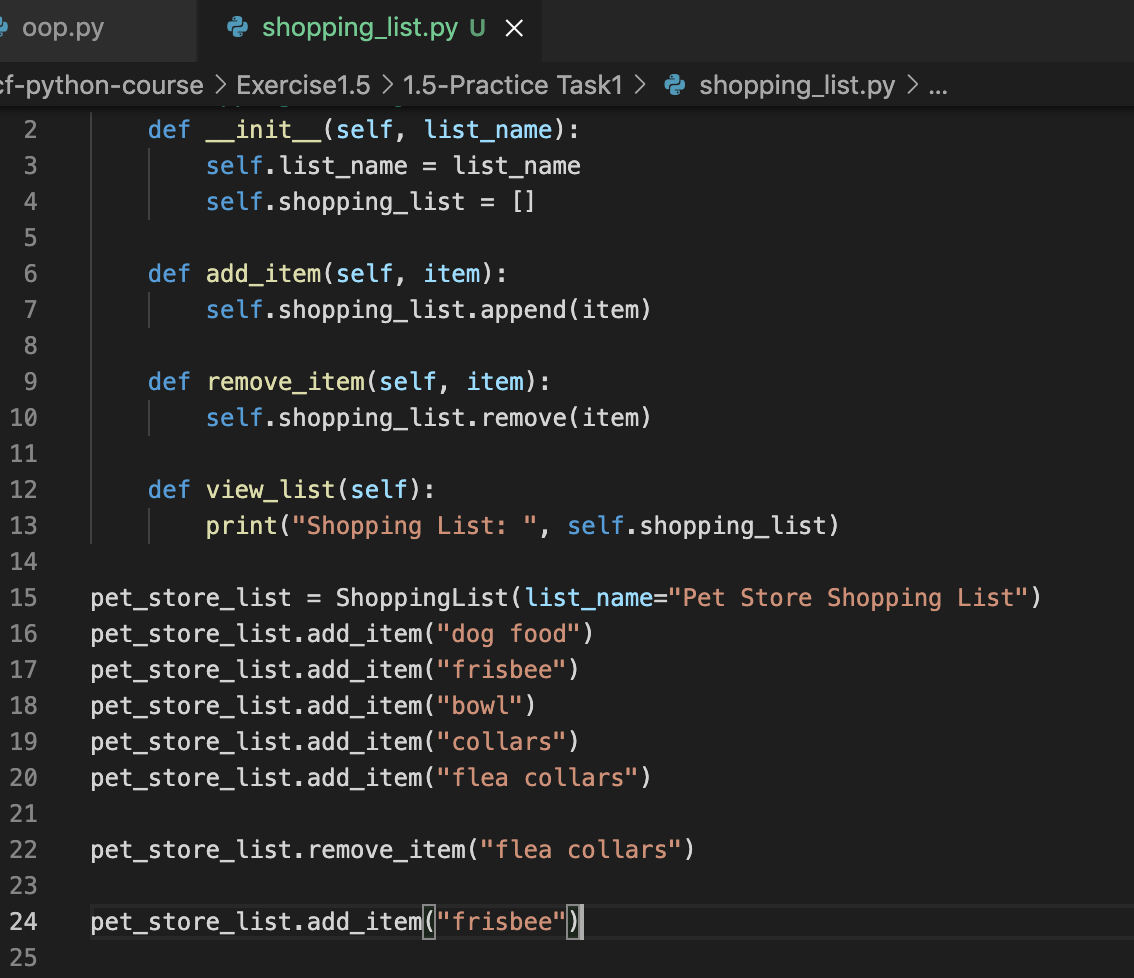 oop.py
shopping_list.py U
cf-python-course > Exercise1.5 > 1.5-Practice Task1 > shopping_list.py > ...
2 def __init__(self, list_name):
3 self.list_name = list_name
4 self.shopping_list = []
5
6 def add_item(self, item):
7 self.shopping_list.append(item)
8
9 def remove_item(self, item):
10 self.shopping_list.remove(item)
11
12 def view_list(self):
13 print("Shopping List: ", self.shopping_list)
14
15 pet_store_list = ShoppingList(list_name="Pet Store Shopping List")
16 pet_store_list.add_item("dog food")
17 pet_store_list.add_item("frisbee")
18 pet_store_list.add_item("bowl")
19 pet_store_list.add_item("collars")
20 pet_store_list.add_item("flea collars")
21
22 pet_store_list.remove_item("flea collars")
23
24 pet_store_list.add_item("frisbee")
25